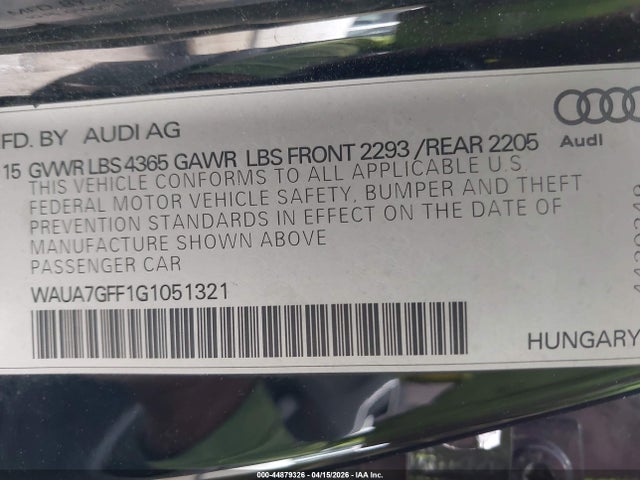 FD. BY AUDI AG
15 GVWR LBS 4365 GAWR LBS FRONT 2293 /REAR 2205
Audi
THIS VEHICLE CONFORMS TO ALL APPLICABLE U.S.
FEDERAL MOTOR VEHICLE SAFETY, BUMPER AND THEFT
PREVENTION STANDARDS IN EFFECT ON THE DATE OF
MANUFACTURE SHOWN ABOVE
PASSENGER CAR
WAUA7GFF1G1051321
HUNGARY
000-44879326 - 04/15/2026 - IAA Inc.